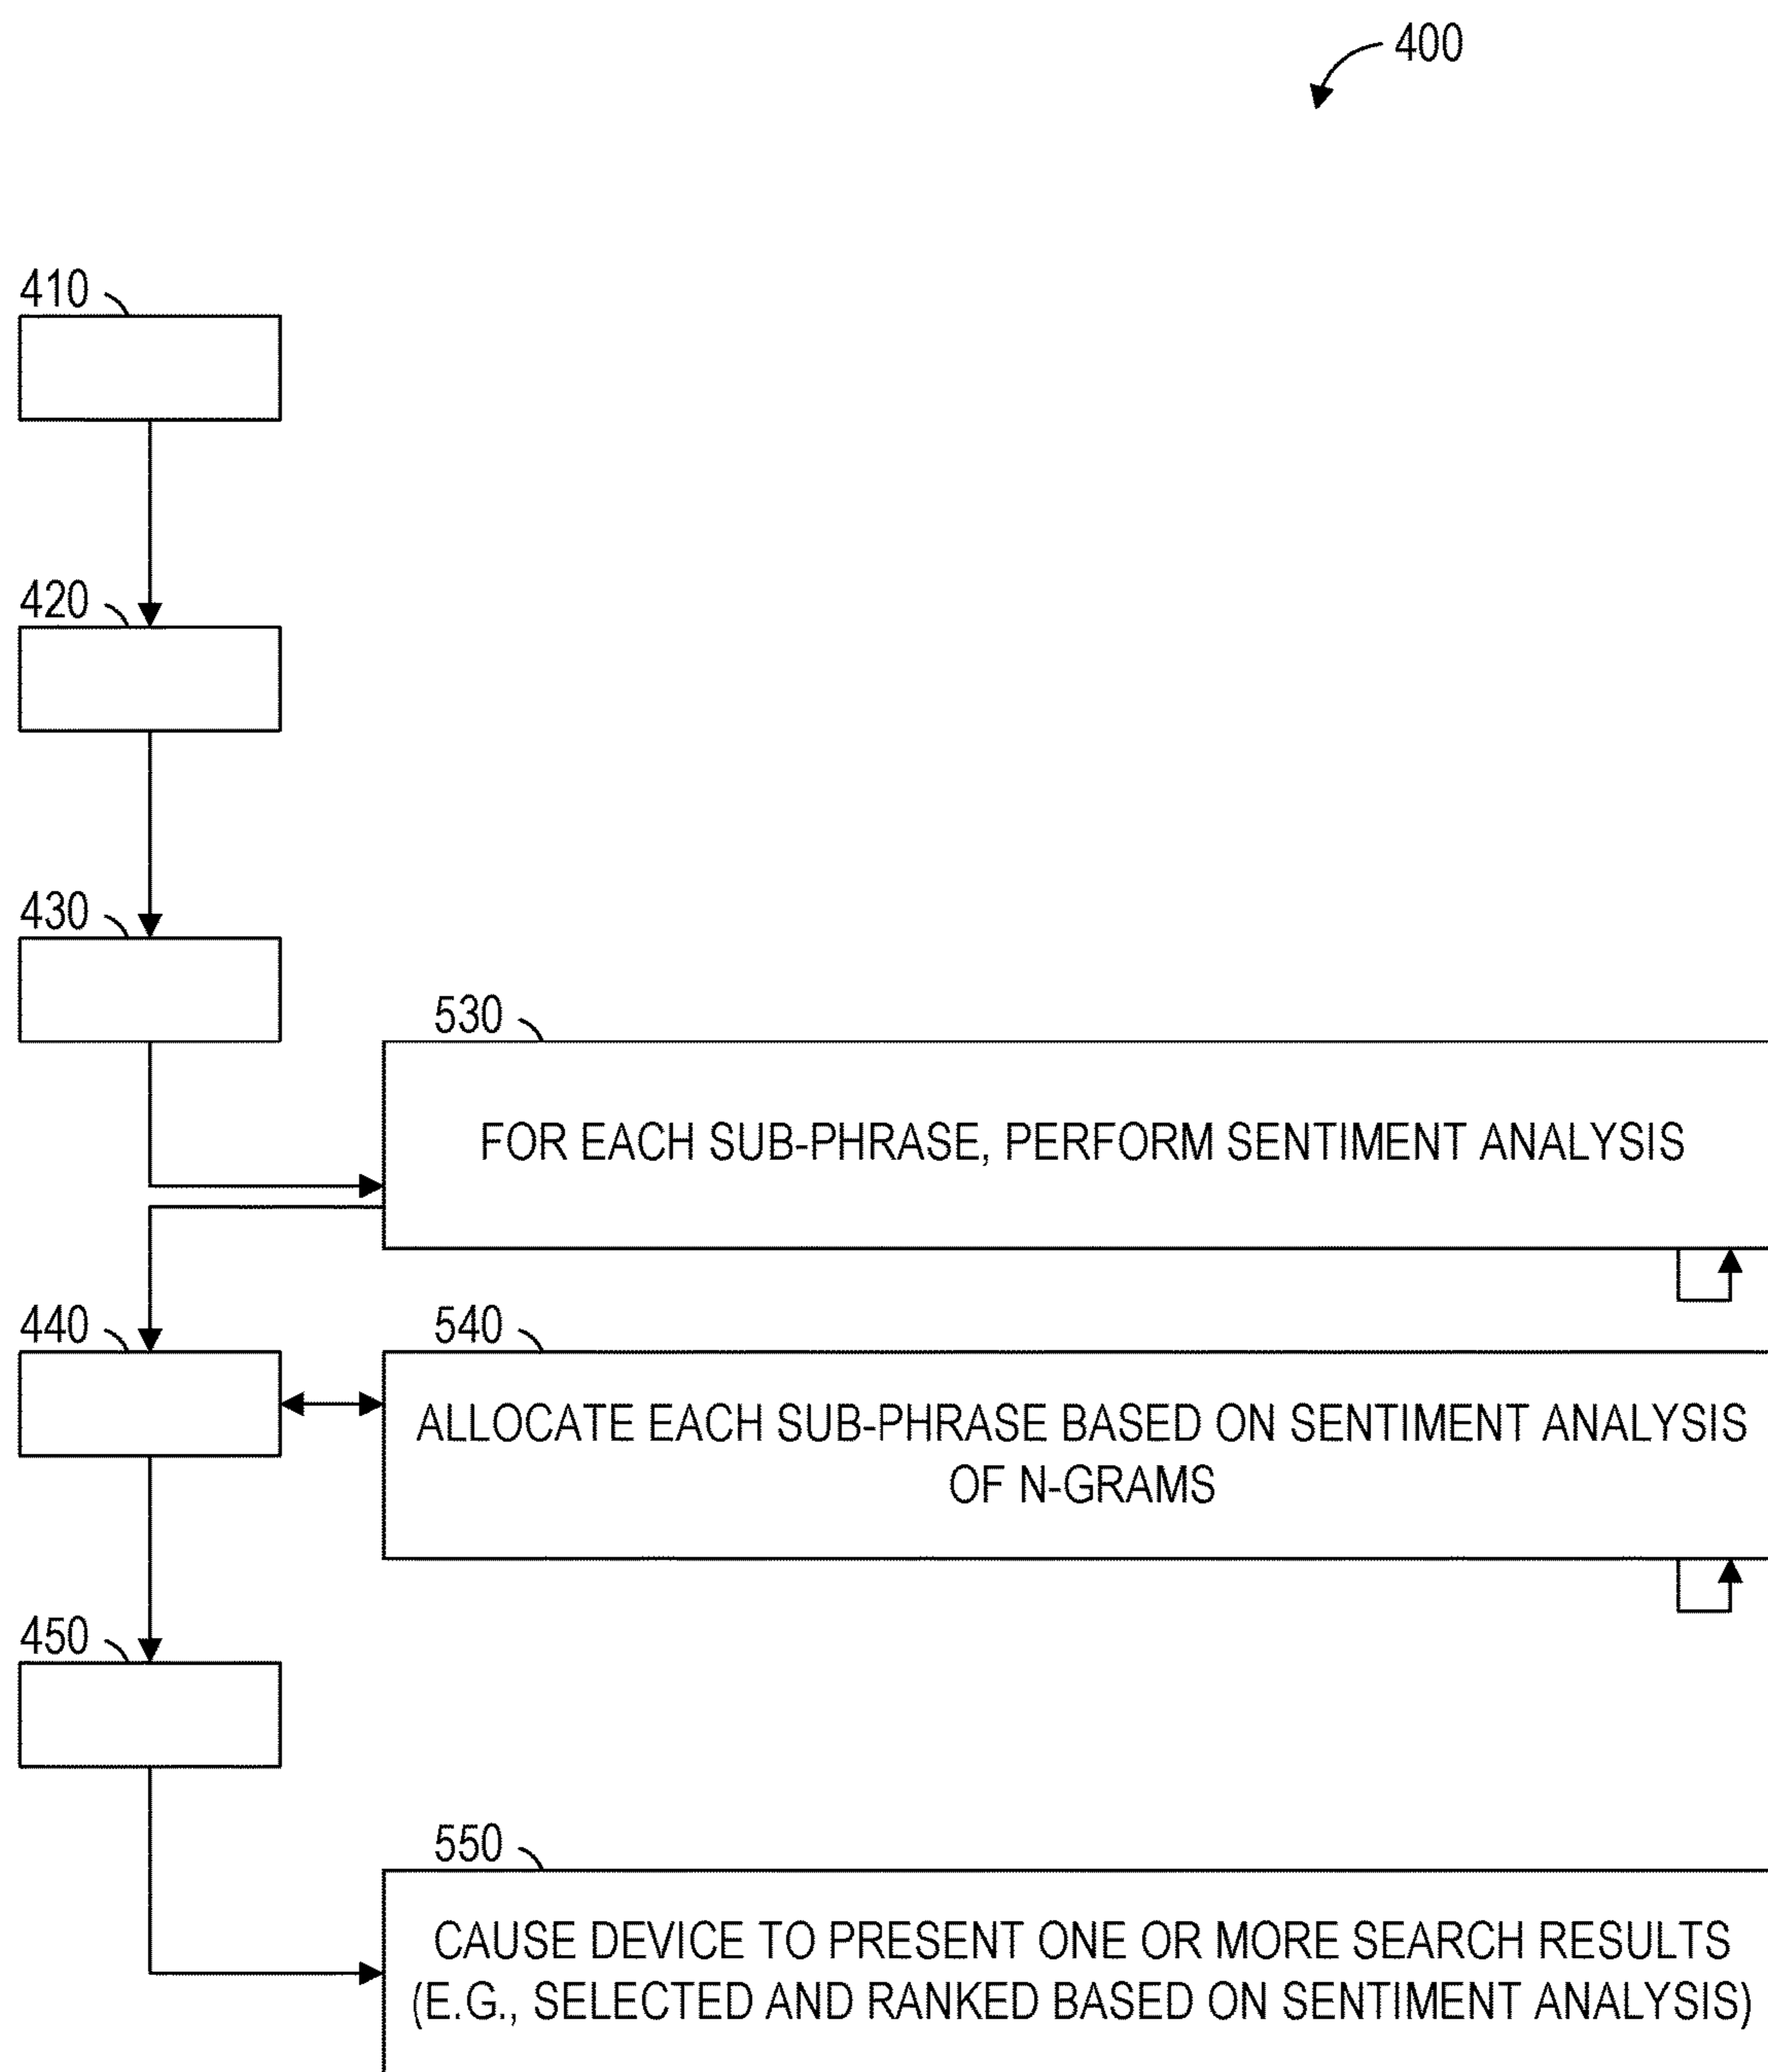 400
410
420
430
530
FOR EACH SUB-PHRASE, PERFORM SENTIMENT ANALYSIS
440
540
ALLOCATE EACH SUB-PHRASE BASED ON SENTIMENT ANALYSIS
OF N-GRAMS
450
550
CAUSE DEVICE TO PRESENT ONE OR MORE SEARCH RESULTS
(E.G., SELECTED AND RANKED BASED ON SENTIMENT ANALYSIS)